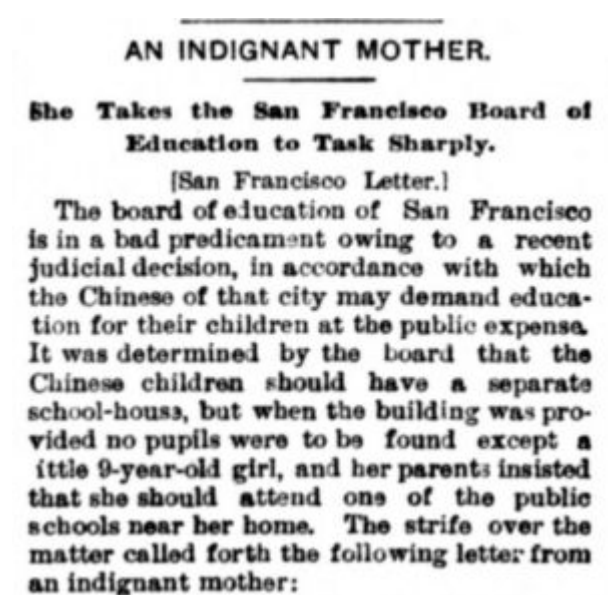 AN INDIGNANT MOTHER.
She Takes the San Francisco Board of
Education to Task Sharply.
[San Francisco Letter.]
The board of education of San Francisco
is in a bad predicament owing to a recent
judicial decision, in accordance with which
the Chinese of that city may demand educa-
tion for their children at the public expense.
It was determined by the board that the
Chinese children should have a separate
school-house, but when the building was pro-
vided no pupils were to be found except a
ittle 9-year-old girl, and her parents insisted
that she should attend one of the public
schools near her home. The strife over the
matter called forth the following letter from
an indignant mother: